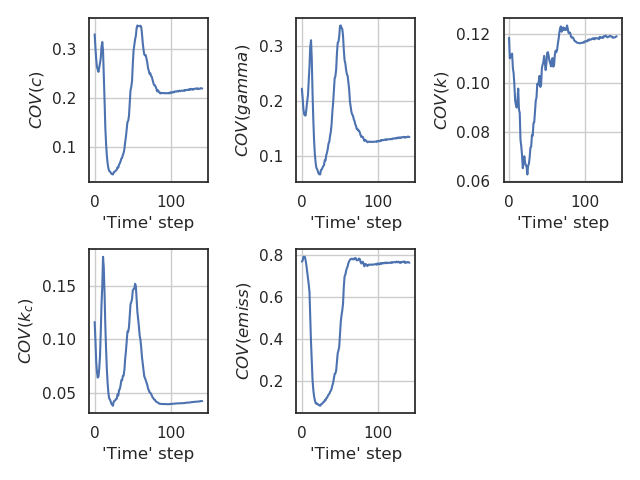 COV(c)
0.3
0.2
0.1
0
100
'Time' step
COV(gamma)
0.3
0.2
0.1
0
100
'Time' step
COV(k)
0.12
0.10
0.08
0.06
0
100
'Time' step
COV(k_c)
0.15
0.10
0.05
0
100
'Time' step
COV(emiss)
0.8
0.6
0.4
0.2
0
100
'Time' step